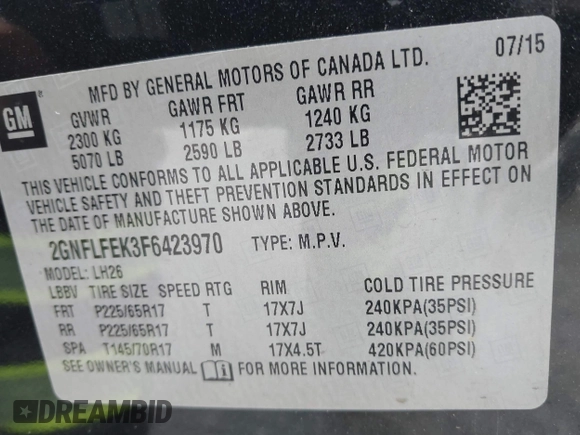 07/15
GM ®
MFD BY GENERAL MOTORS OF CANADA LTD.
GVWR GAWR FRT GAWR RR
2300 KG 1175 KG 1240 KG
5070 LB 2590 LB 2733 LB
THIS VEHICLE CONFORMS TO ALL APPLICABLE U.S. FEDERAL MOTOR
VEHICLE SAFETY AND THEFT PREVENTION STANDARDS IN EFFECT ON
THE DATE OF MANUFACTURE SHOWN ABOVE.
2GNFLFEK3F6423970 TYPE: M.P.V.
MODEL: LH26
LBBV TIRE SIZE SPEED RTG RIM COLD TIRE PRESSURE
FRT P225/65R17 T 17X7J 240KPA(35PSI)
RR P225/65R17 T 17X7J 240KPA(35PSI)
SPA T145/70R17 M 17X4.5T 420KPA(60PSI)
SEE OWNER'S MANUAL i FOR MORE INFORMATION.
DREAMBID